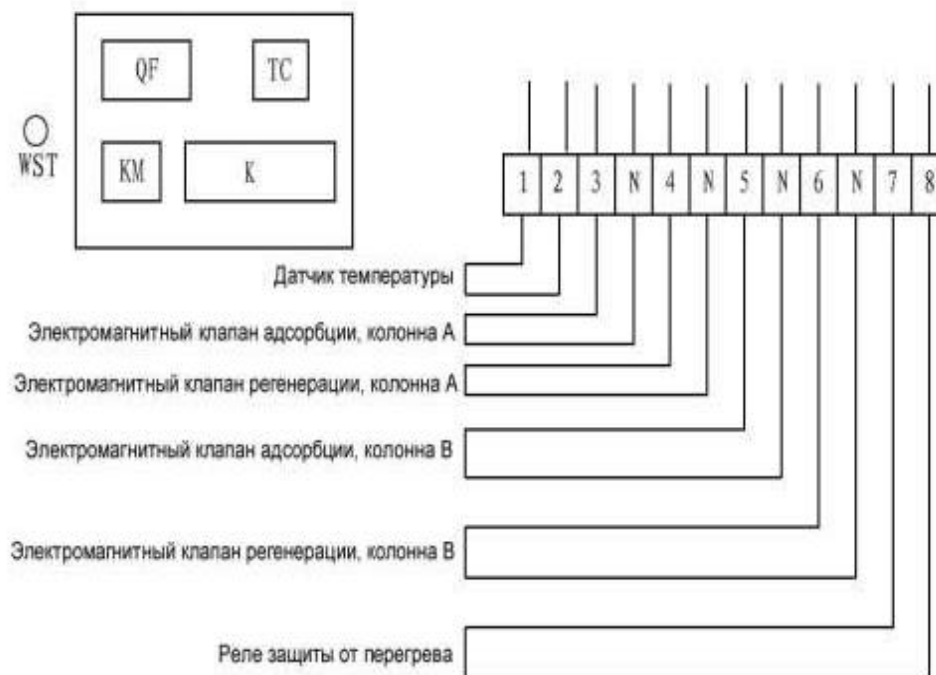 QF TC
WST
KM K
1 2 3 N 4 N 5 N 6 N 7 8
Датчик температуры
Электромагнитный клапан адсорбции, колонна А
Электромагнитный клапан регенерации, колонна А
Электромагнитный клапан адсорбции, колонна В
Электромагнитный клапан регенерации, колонна В
Реле защиты от перегрева